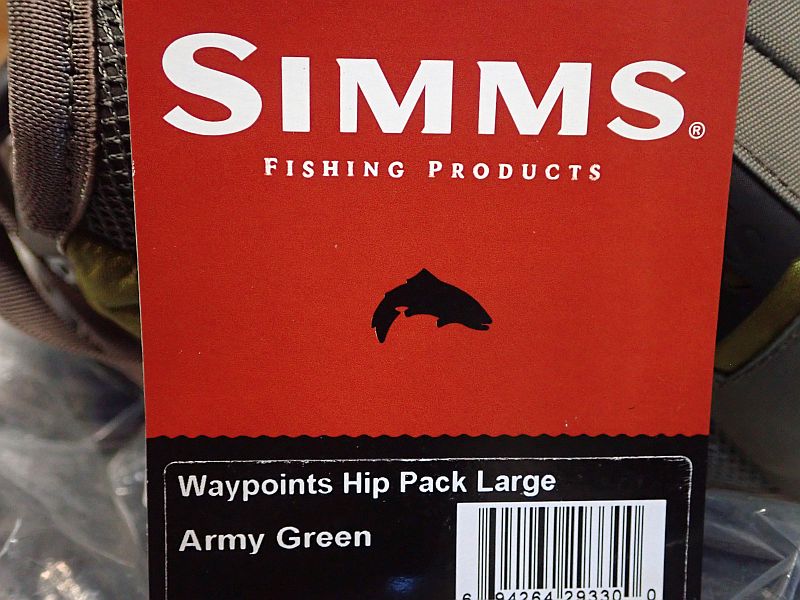 SIMMS®
FISHING PRODUCTS
Waypoints Hip Pack Large
Army Green
6 94264 29330 0